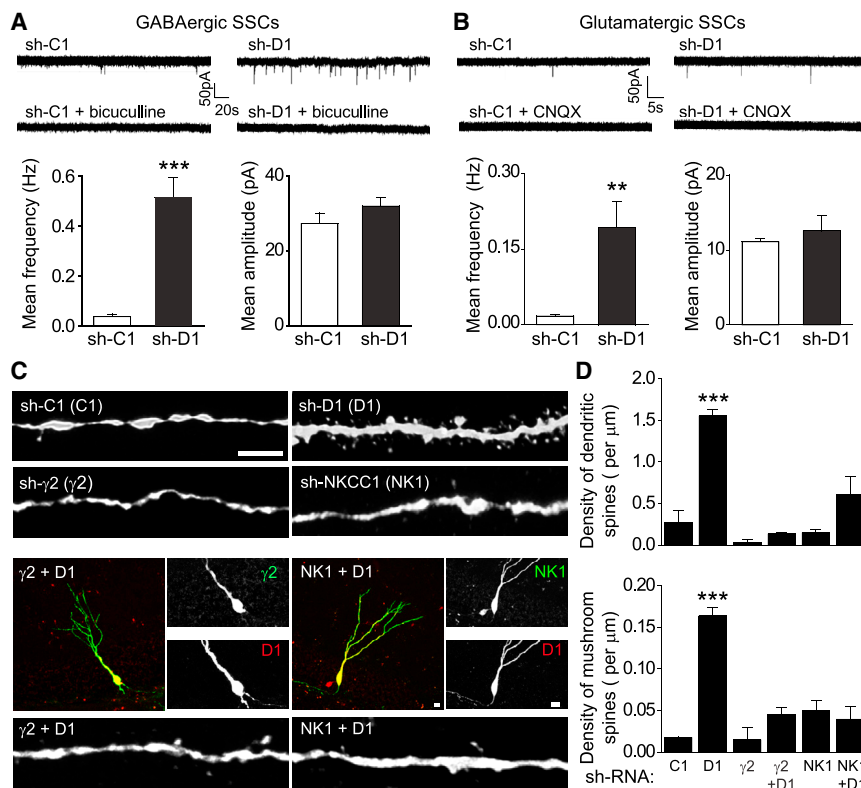 A
GABAergic SSCs
sh-C1
sh-D1
50pA
20s
sh-C1 + bicuculline
sh-D1 + bicuculline
Mean frequency (Hz)
0.6
0.4
0.2
0.0
***
sh-C1 sh-D1
Mean amplitude (pA)
40
20
0
sh-C1 sh-D1
B
Glutamatergic SSCs
sh-C1
sh-D1
50pA
5s
sh-C1 + CNQX
sh-D1 + CNQX
Mean frequency (Hz)
0.30
0.15
0.00
**
sh-C1 sh-D1
Mean amplitude (pA)
20
10
0
sh-C1 sh-D1
C
sh-C1 (C1)
sh-D1 (D1)
sh-γ2 (γ2)
sh-NKCC1 (NK1)
γ2 + D1
γ2
D1
NK1 + D1
NK1
D1
γ2 + D1
NK1 + D1
D
Density of dendritic
spines ( per μm)
2.0
1.5
1.0
0.5
0.0
***
Density of mushroom
spines ( per μm)
0.20
0.15
0.10
0.05
0.00
***
sh-RNA:
C1
D1
γ2
γ2
+D1
NK1
NK1
+D1